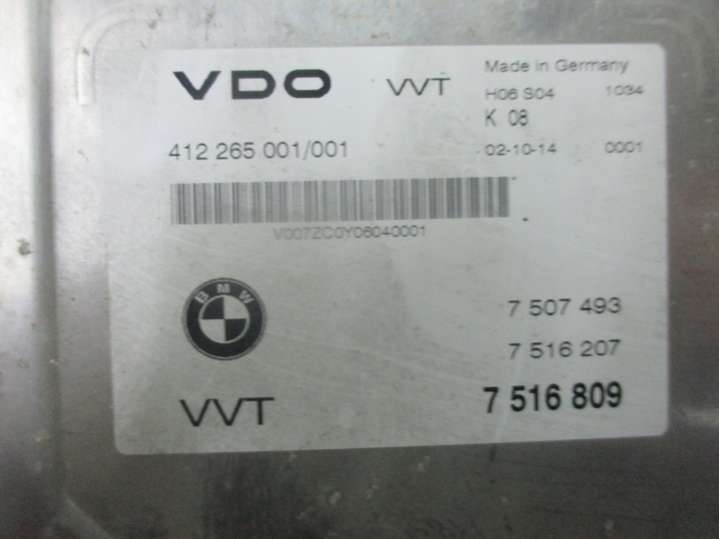 VDO VVT Made in Germany
H06 S04 1034
K 08
412 265 001/001 02-10-14 0001
V007ZC0Y06040001
BMW
7 507 493
7 516 207
VVT 7 516 809